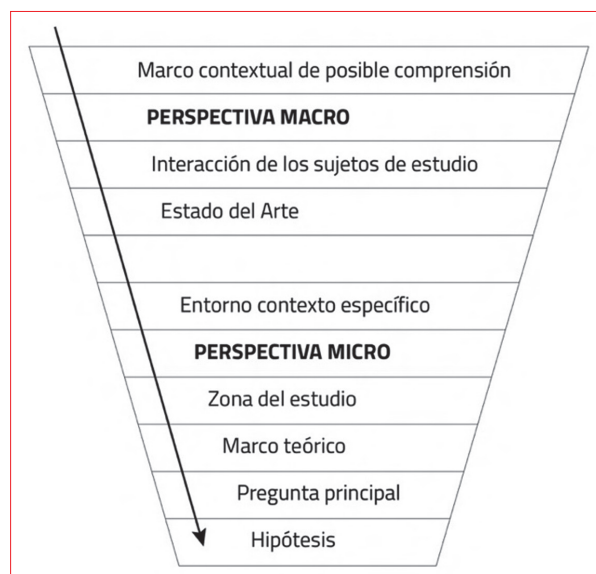 Marco contextual de posible comprensión
PERSPECTIVA MACRO
Interacción de los sujetos de estudio
Estado del Arte
Entorno contexto específico
PERSPECTIVA MICRO
Zona del estudio
Marco teórico
Pregunta principal
Hipótesis